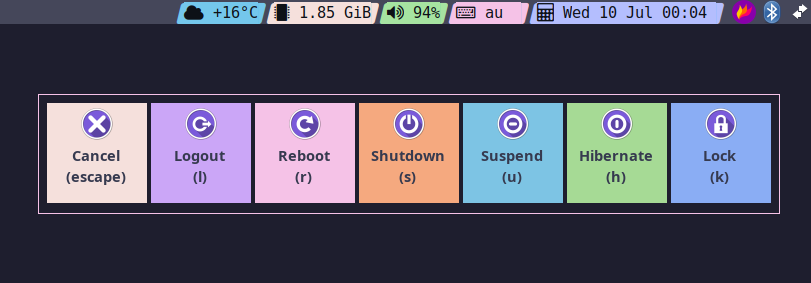 +16°C 1.85 GiB 94% au Wed 10 Jul 00:04
Cancel
(escape)
Logout
(l)
Reboot
(r)
Shutdown
(s)
Suspend
(u)
Hibernate
(h)
Lock
(k)